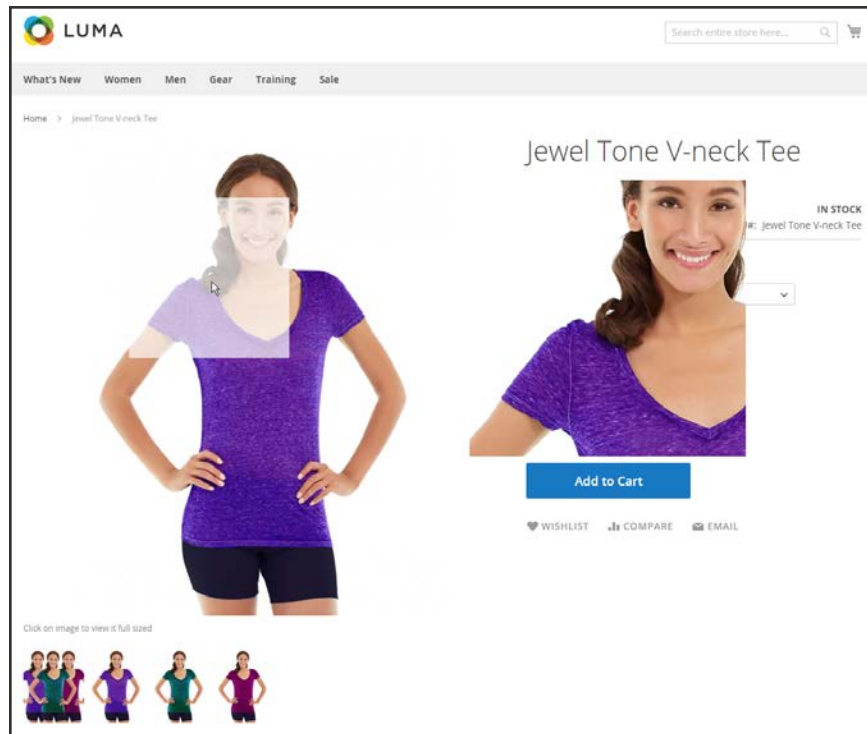 LUMA
Search entire store here...
What's New Women Men Gear Training Sale
Home > Jewel Tone V-neck Tee
Jewel Tone V-neck Tee
IN STOCK
#: Jewel Tone V-neck Tee
Add to Cart
WISHLIST COMPARE EMAIL
Click on image to view it full sized